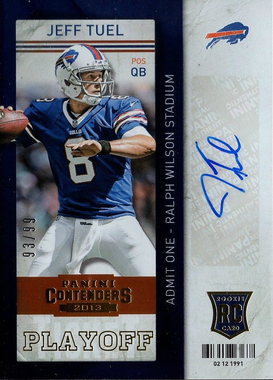 JEFF TUEL
POS
QB
8
93/99
ADMIT ONE - RALPH WILSON STADIUM
PANINI
CONTENDERS
2013
PLAYOFF
ROOKIE
RC
CARD
02 12 1991